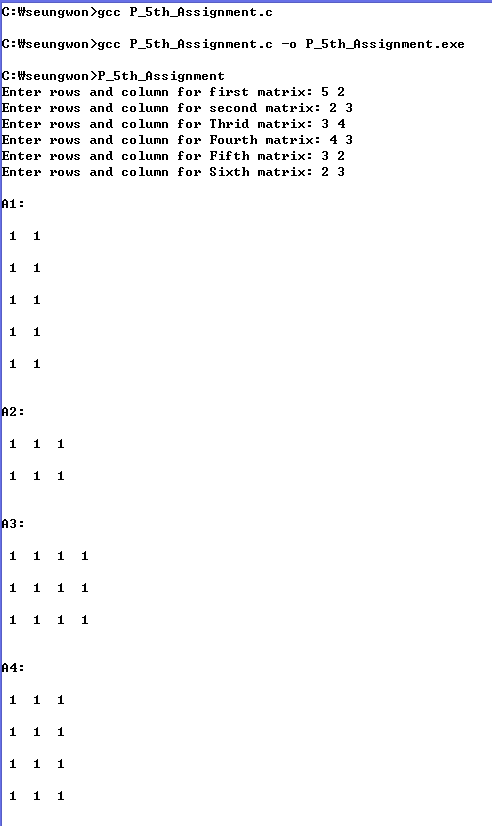 C:₩seungwon>gcc P_5th_Assignment.c
C:₩seungwon>gcc P_5th_Assignment.c -o P_5th_Assignment.exe
C:₩seungwon>P_5th_Assignment
Enter rows and column for first matrix: 5 2
Enter rows and column for second matrix: 2 3
Enter rows and column for Thrid matrix: 3 4
Enter rows and column for Fourth matrix: 4 3
Enter rows and column for Fifth matrix: 3 2
Enter rows and column for Sixth matrix: 2 3
A1:
1 1
1 1
1 1
1 1
1 1
A2:
1 1 1
1 1 1
A3:
1 1 1 1
1 1 1 1
1 1 1 1
A4:
1 1 1
1 1 1
1 1 1
1 1 1